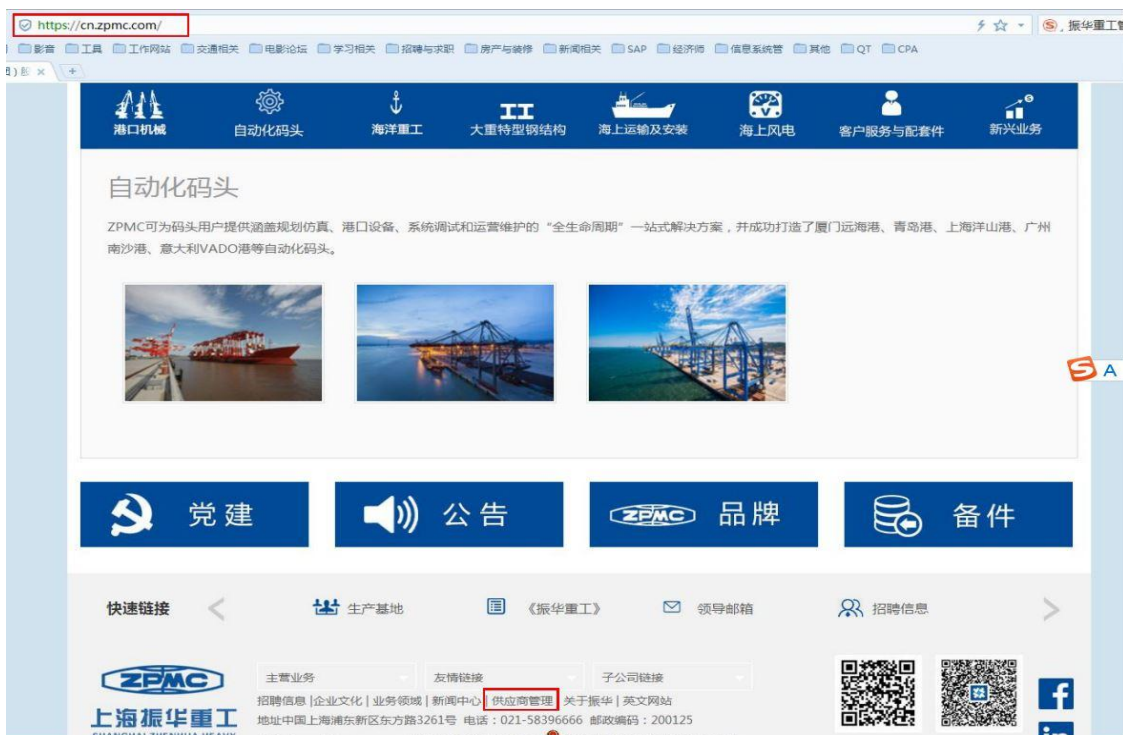 https://cn.zpmc.com/
振华重工
影音 工具 工作网站 交通相关 电影论坛 学习相关 招聘与求职 房产与装修 新闻相关 SAP 经济师 信息系统管 其他 QT CPA
港口机械 自动化码头 海洋重工 大重特型钢结构 海上运输及安装 海上风电 客户服务与配套件 新兴业务
自动化码头
ZPMC可为码头用户提供涵盖规划仿真、港口设备、系统调试和运营维护的“全生命周期”一站式解决方案，并成功打造了厦门远海港、青岛港、上海洋山港、广州
南沙港、意大利VADO港等自动化码头。
A
党建 公告 ZPMC 品牌 备件
快速链接 生产基地 《振华重工》 领导邮箱 招聘信息
ZPMC
主营业务 友情链接 子公司链接
招聘信息 |企业文化 | 业务领域 | 新闻中心 | 供应商管理 | 关于振华 | 英文网站
上海振华重工
地址中国上海浦东新区东方路3261号 电话：021-58396666 邮政编码：200125